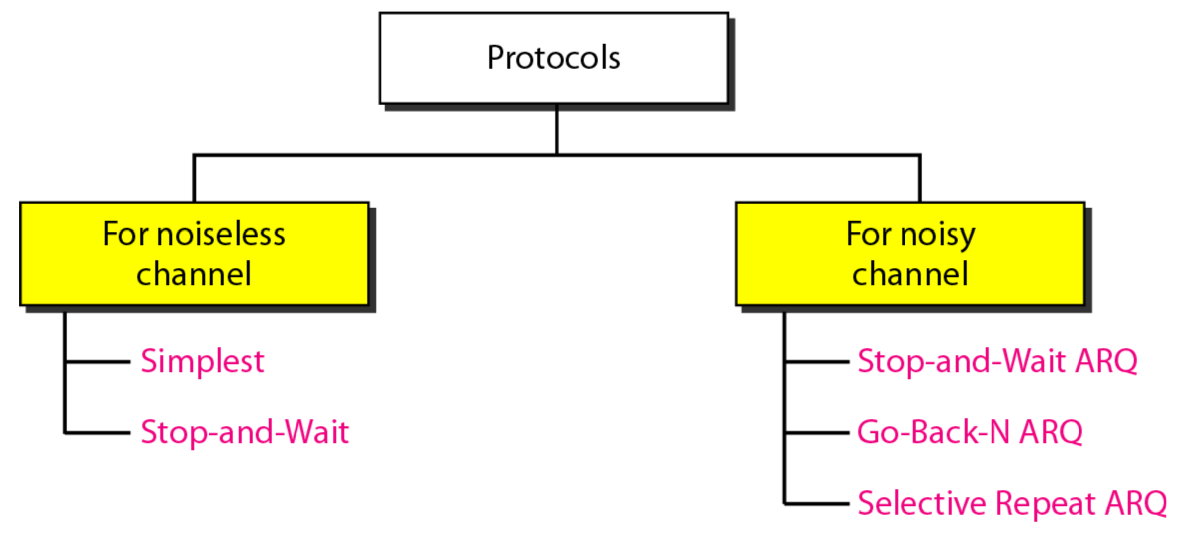 Protocols
For noiseless
channel
For noisy
channel
Simplest
Stop-and-Wait
Stop-and-Wait ARQ
Go-Back-N ARQ
Selective Repeat ARQ